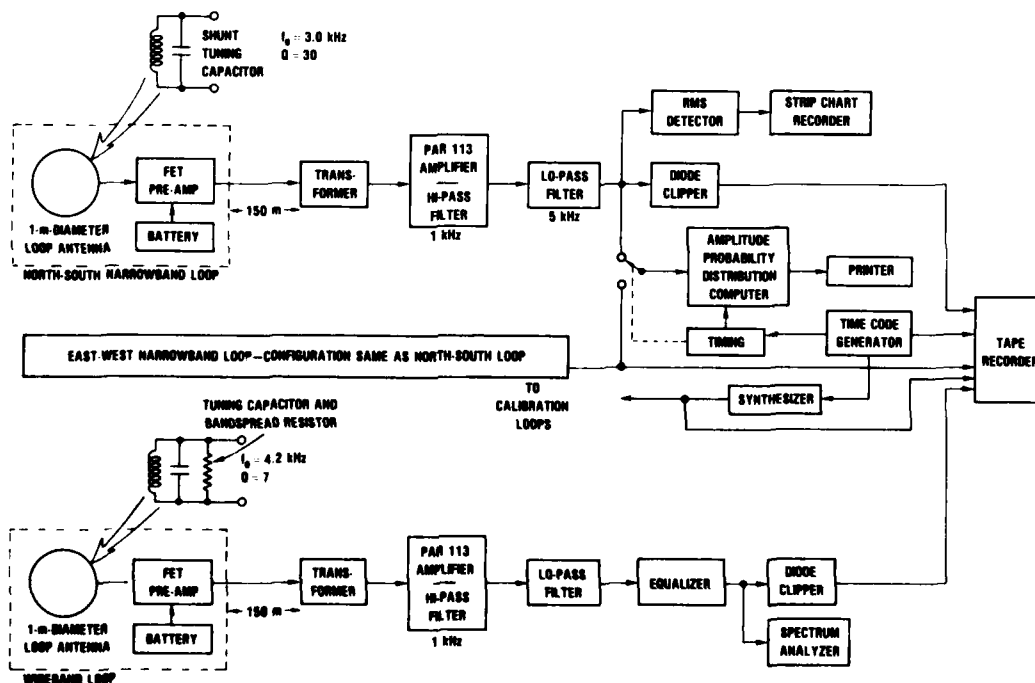 SHUNT
TUNING
CAPACITOR
f₀ = 3.0 kHz
Q = 30
1-m-DIAMETER
LOOP ANTENNA
FET
PRE-AMP
BATTERY
NORTH-SOUTH NARROWBAND LOOP
150 m
TRANS-
FORMER
PAR 113
AMPLIFIER
HI-PASS
FILTER
1 kHz
LO-PASS
FILTER
5 kHz
RMS
DETECTOR
STRIP CHART
RECORDER
DIODE
CLIPPER
AMPLITUDE
PROBABILITY
DISTRIBUTION
COMPUTER
PRINTER
TIMING
TIME CODE
GENERATOR
TAPE
RECORDER
EAST-WEST NARROWBAND LOOP—CONFIGURATION SAME AS NORTH-SOUTH LOOP
TO
CALIBRATION
LOOPS
SYNTHESIZER
TUNING CAPACITOR AND
BANDSPREAD RESISTOR
f₀ = 4.2 kHz
Q = 7
1-m-DIAMETER
LOOP ANTENNA
FET
PRE-AMP
BATTERY
WIDEBAND LOOP
150 m
TRANS-
FORMER
PAR 113
AMPLIFIER
HI-PASS
FILTER
1 kHz
LO-PASS
FILTER
EQUALIZER
DIODE
CLIPPER
SPECTRUM
ANALYZER